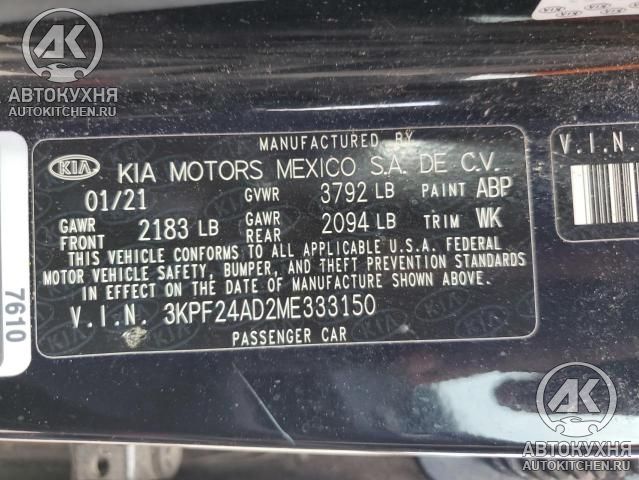 АВТОКУХНЯ
AUTOKITCHEN.RU
MANUFACTURED BY
KIA KIA MOTORS MEXICO S.A. DE C.V.
01/21 GVWR 3792 LB PAINT ABP
GAWR FRONT 2183 LB GAWR REAR 2094 LB TRIM WK
THIS VEHICLE CONFORMS TO ALL APPLICABLE U.S.A. FEDERAL
MOTOR VEHICLE SAFETY, BUMPER, AND THEFT PREVENTION STANDARDS
IN EFFECT ON THE DATE OF MANUFACTURE SHOWN ABOVE.
V.I.N. 3KPF24AD2ME333150
PASSENGER CAR
V.I.N.
7610
АВТОКУХНЯ
AUTOKITCHEN.RU